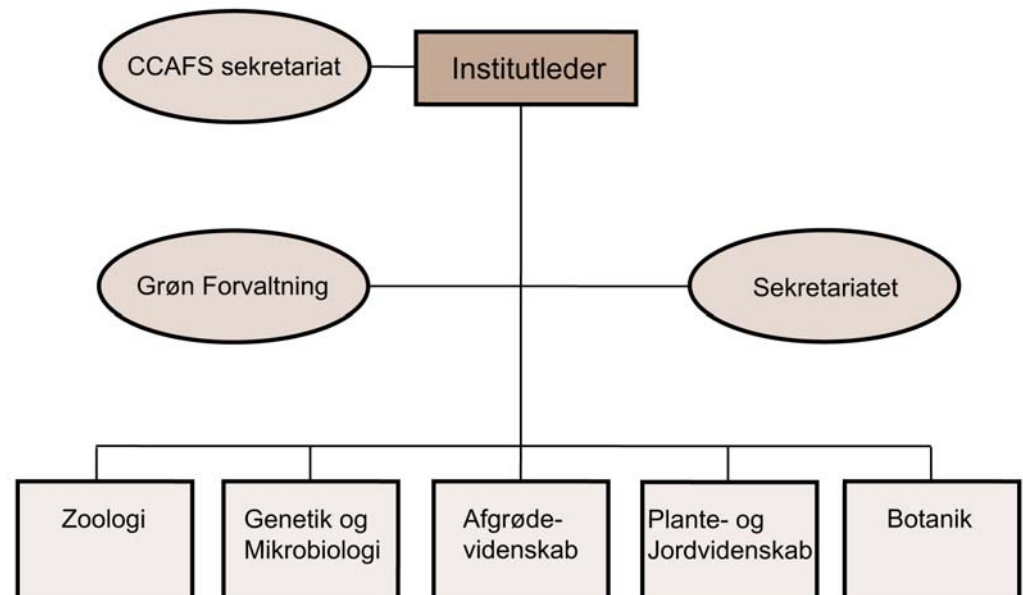 CCAFS sekretariat
Institutleder
Grøn Forvaltning
Sekretariatet
Zoologi
Genetik og
Mikrobiologi
Afgrøde-
videnskab
Plante- og
Jordvidenskab
Botanik